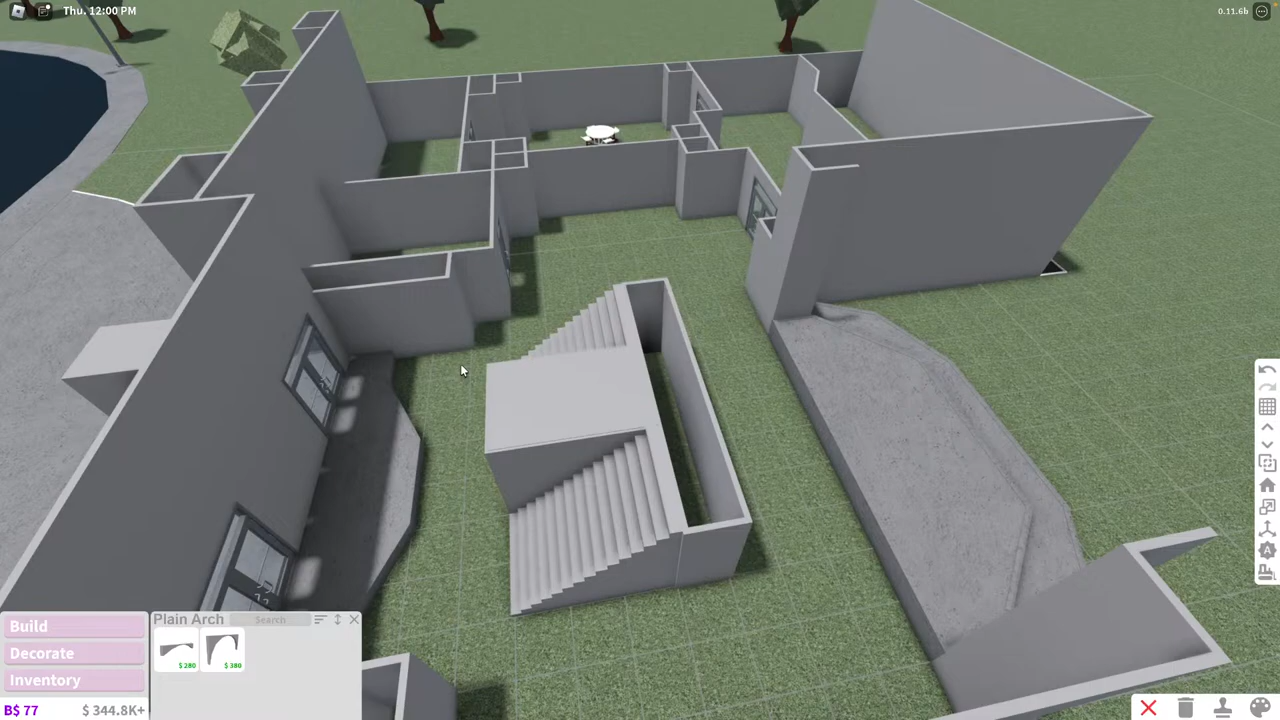 Thu. 12:00 PM
0.11.6b
A
Build
Decorate
Inventory
B$ 77
$ 344.8K+
Plain Arch
Search
$ 280
$ 380